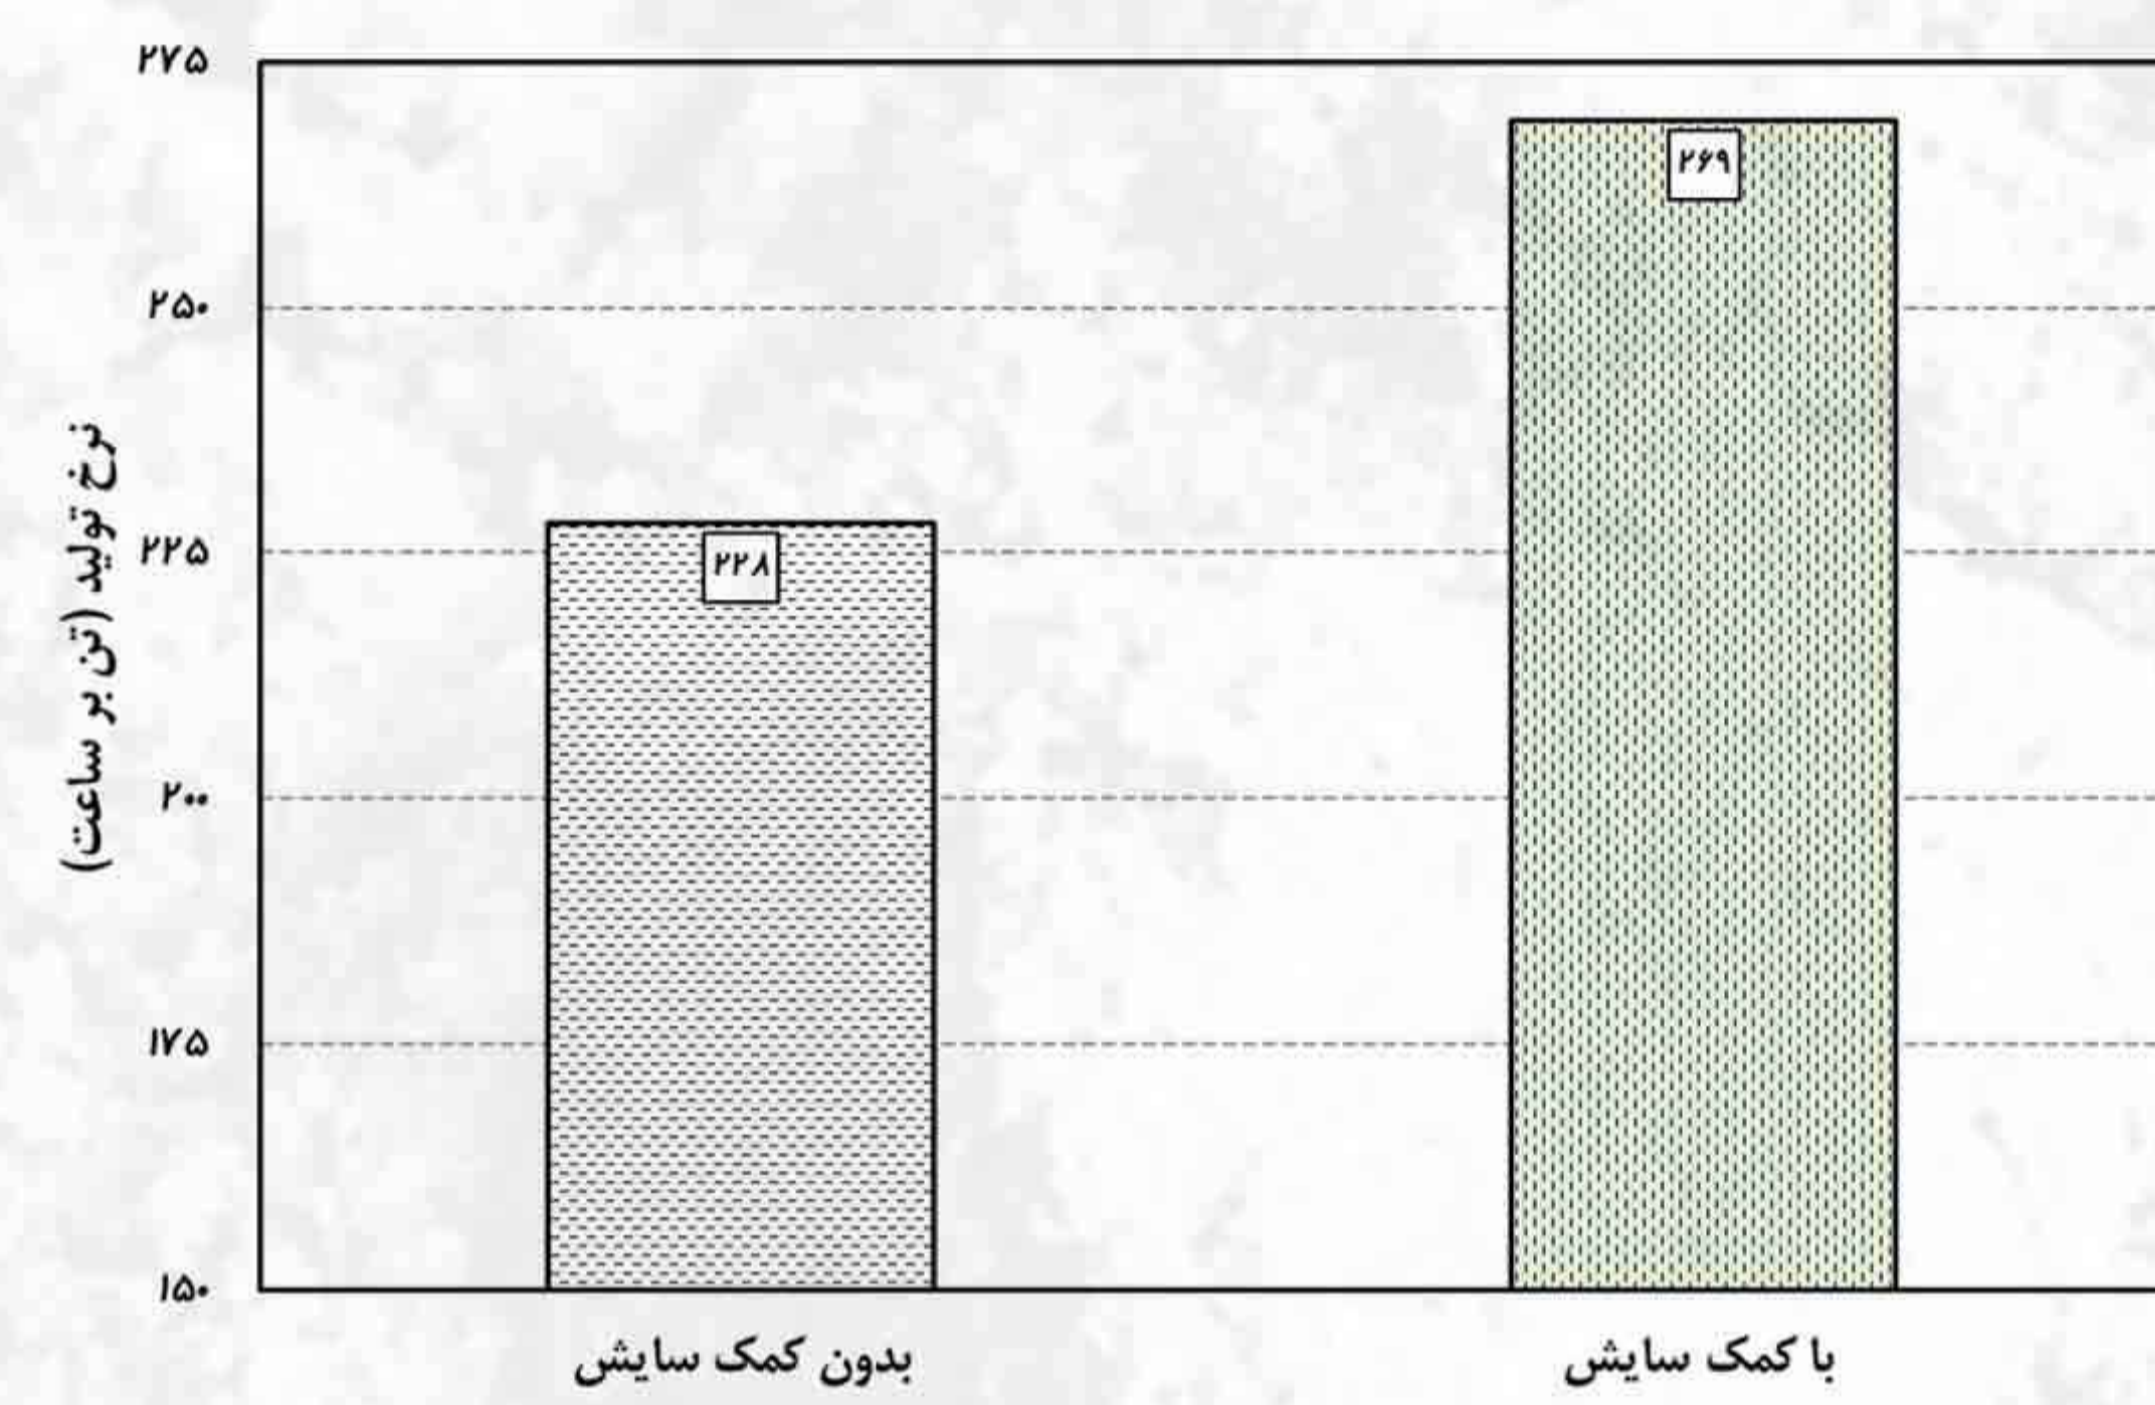 ۲۷۵
۲۵۰
۲۲۵
۲۰۰
۱۷۵
۱۵۰
نرخ تولید (تن بر ساعت)
۲۲۸
۲۶۹
بدون کمک سایش
با کمک سایش